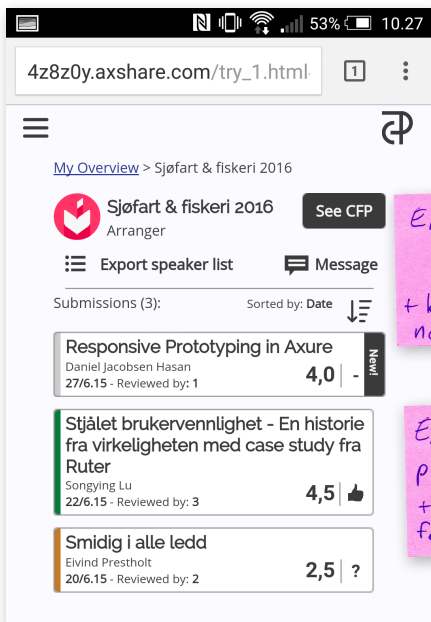 53% 10.27
4z8z0y.axshare.com/try_1.html
1
My Overview > Sjøfart & fiskeri 2016
Sjøfart & fiskeri 2016
Arranger
See CFP
Export speaker list
Message
Submissions (3):
Sorted by: Date
Responsive Prototyping in Axure
Daniel Jacobsen Hasan
27/6.15 - Reviewed by: 1
4,0 -
New!
Stjålet brukervennlighet - En historie
fra virkeligheten med case study fra
Ruter
Songying Lu
22/6.15 - Reviewed by: 3
4,5
Smidig i alle ledd
Eivind Prestholt
20/6.15 - Reviewed by: 2
2,5 ?